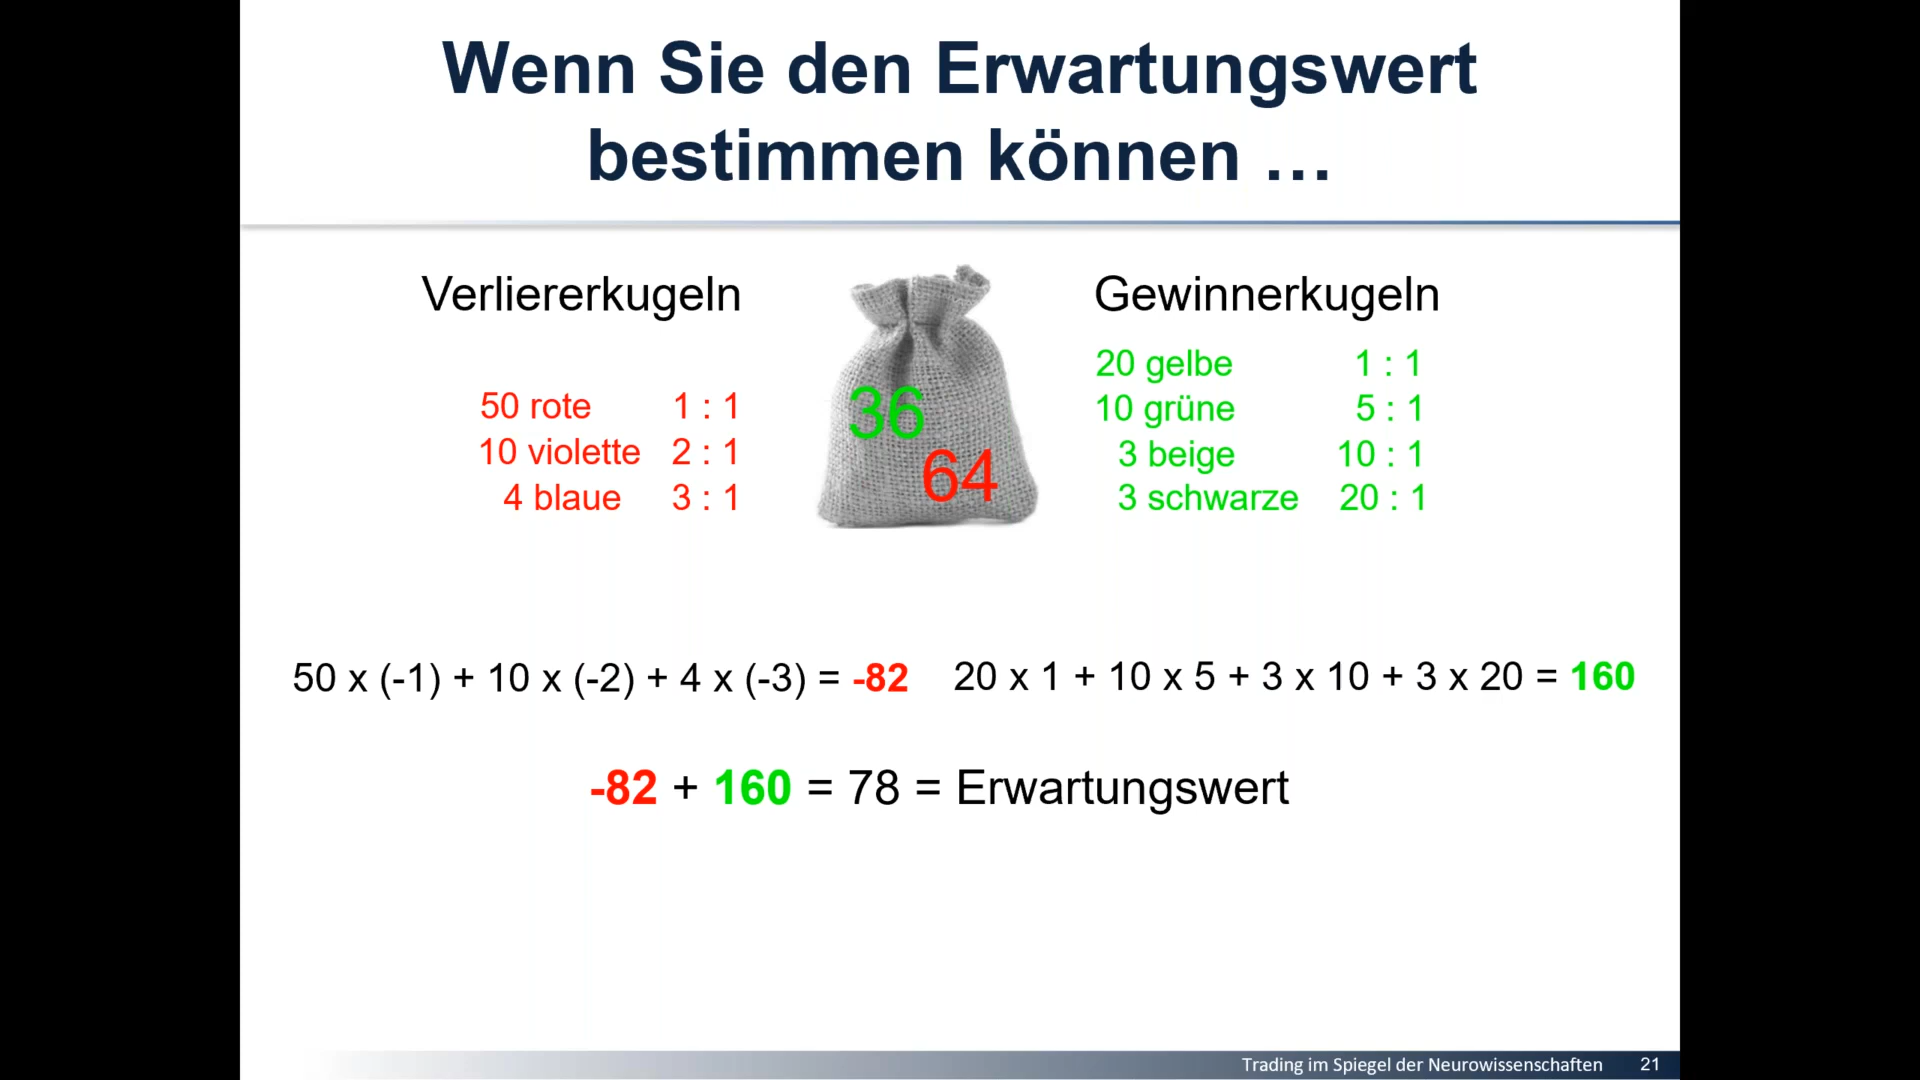 Wenn Sie den Erwartungswert
bestimmen können …
Verliererkugeln
50 rote 1 : 1
10 violette 2 : 1
4 blaue 3 : 1
36
64
Gewinnerkugeln
20 gelbe 1 : 1
10 grüne 5 : 1
3 beige 10 : 1
3 schwarze 20 : 1
50 x (-1) + 10 x (-2) + 4 x (-3) = -82
20 x 1 + 10 x 5 + 3 x 10 + 3 x 20 = 160
-82 + 160 = 78 = Erwartungswert
Trading im Spiegel der Neurowissenschaften 21